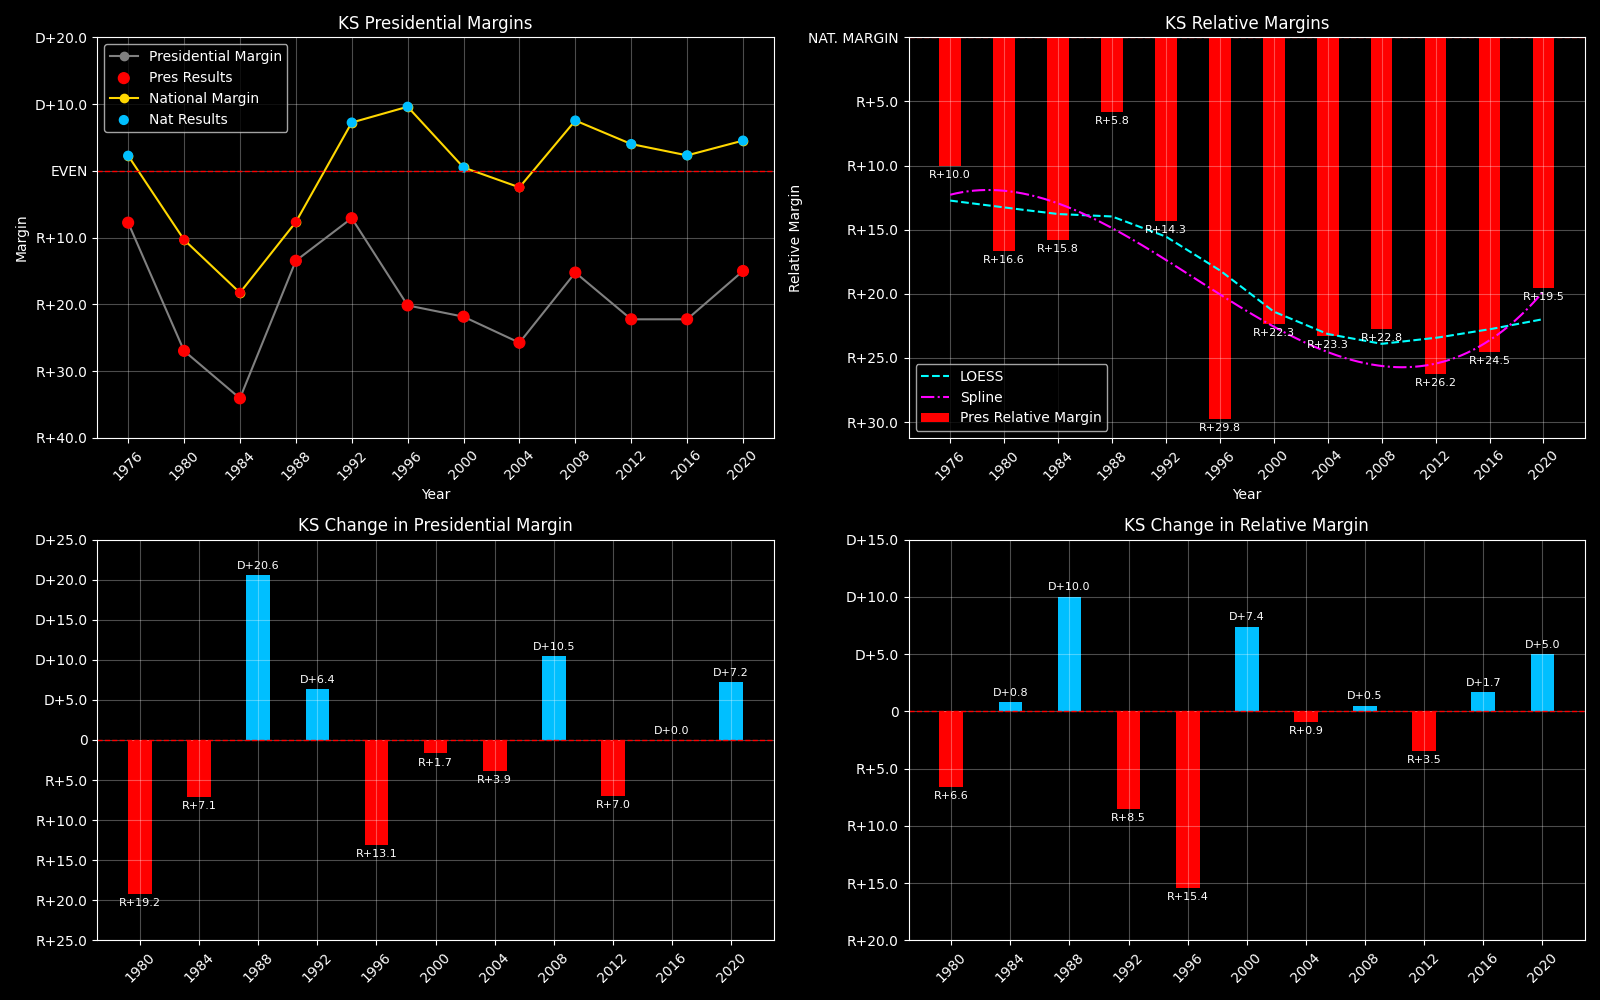 KS Presidential Margins
D+20.0
D+10.0
EVEN
R+10.0
R+20.0
R+30.0
R+40.0
Margin
Presidential Margin
Pres Results
National Margin
Nat Results
1976
1980
1984
1988
1992
1996
2000
2004
2008
2012
2016
2020
Year
KS Relative Margins
NAT. MARGIN
R+5.0
R+10.0
R+15.0
R+20.0
R+25.0
R+30.0
Relative Margin
R+10.0
R+16.6
R+15.8
R+5.8
R+14.3
R+29.8
R+22.3
R+23.3
R+22.8
R+26.2
R+24.5
R+19.5
LOESS
Spline
Pres Relative Margin
1976
1980
1984
1988
1992
1996
2000
2004
2008
2012
2016
2020
Year
KS Change in Presidential Margin
D+25.0
D+20.0
D+15.0
D+10.0
D+5.0
0
R+5.0
R+10.0
R+15.0
R+20.0
R+25.0
R+19.2
R+7.1
D+20.6
D+6.4
R+13.1
R+1.7
R+3.9
D+10.5
R+7.0
D+0.0
D+7.2
1980
1984
1988
1992
1996
2000
2004
2008
2012
2016
2020
KS Change in Relative Margin
D+15.0
D+10.0
D+5.0
0
R+5.0
R+10.0
R+15.0
R+20.0
R+6.6
D+0.8
D+10.0
R+8.5
R+15.4
D+7.4
R+0.9
D+0.5
R+3.5
D+1.7
D+5.0
1980
1984
1988
1992
1996
2000
2004
2008
2012
2016
2020